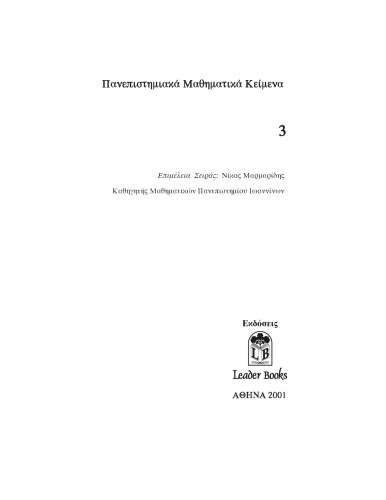 Πανεπιστημιακά Μαθηματικά Κείμενα
3
Επιμέλεια Σειράς: Νίκος Μαρμαρίδης
Καθηγητής Μαθηματικών Πανεπιστημίου Ιωαννίνων
Εκδόσεις
L B
Leader Books
ΑΘΗΝΑ 2001